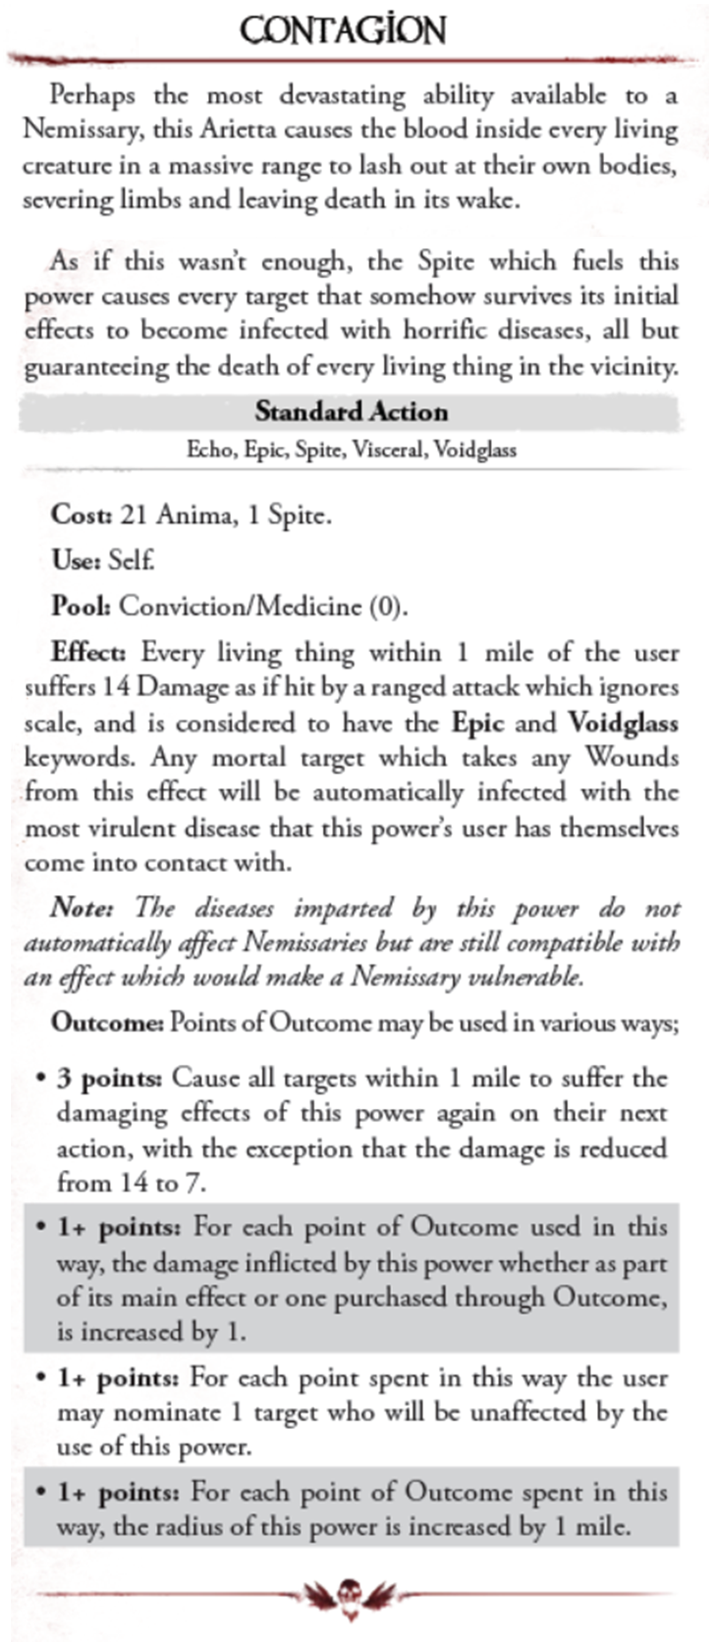 CONTAGION
Perhaps the most devastating ability available to a
Nemissary, this Arietta causes the blood inside every living
creature in a massive range to lash out at their own bodies,
severing limbs and leaving death in its wake.
As if this wasn't enough, the Spite which fuels this
power causes every target that somehow survives its initial
effects to become infected with horrific diseases, all but
guaranteeing the death of every living thing in the vicinity.
Standard Action
Echo, Epic, Spite, Visceral, Voidglass
Cost: 21 Anima, 1 Spite.
Use: Self.
Pool: Conviction/Medicine (0).
Effect: Every living thing within 1 mile of the user
suffers 14 Damage as if hit by a ranged attack which ignores
scale, and is considered to have the Epic and Voidglass
keywords. Any mortal target which takes any Wounds
from this effect will be automatically infected with the
most virulent disease that this power's user has themselves
come into contact with.
Note: The diseases imparted by this power do not
automatically affect Nemissaries but are still compatible with
an effect which would make a Nemissary vulnerable.
Outcome: Points of Outcome may be used in various ways;
• 3 points: Cause all targets within 1 mile to suffer the
damaging effects of this power again on their next
action, with the exception that the damage is reduced
from 14 to 7.
• 1+ points: For each point of Outcome used in this
way, the damage inflicted by this power whether as part
of its main effect or one purchased through Outcome,
is increased by 1.
• 1+ points: For each point spent in this way the user
may nominate 1 target who will be unaffected by the
use of this power.
• 1+ points: For each point of Outcome spent in this
way, the radius of this power is increased by 1 mile.